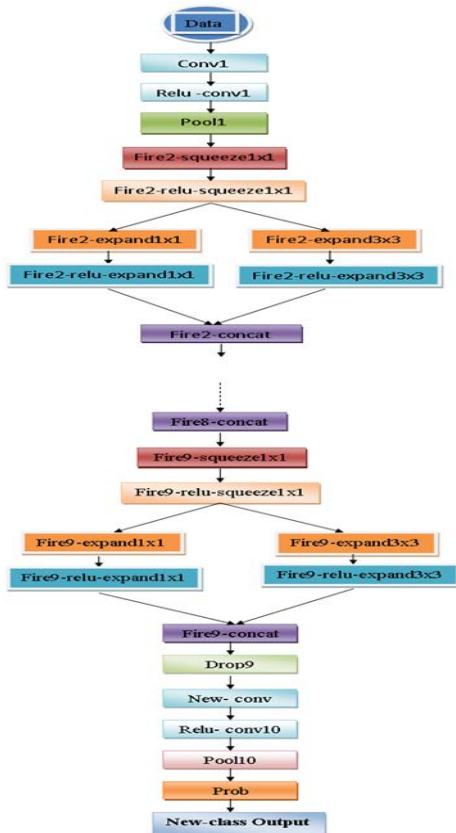 Data
Conv1
Relu -conv1
Pool1
Fire2-squeeze1x1
Fire2-relu-squeeze1x1
Fire2-expand1x1
Fire2-expand3x3
Fire2-relu-expand1x1
Fire2-relu-expand3x3
Fire2-concat
Fire8-concat
Fire9-squeeze1x1
Fire9-relu-squeeze1x1
Fire9-expand1x1
Fire9-expand3x3
Fire9-relu-expand1x1
Fire9-relu-expand3x3
Fire9-concat
Drop9
New- conv
Relu- conv10
Pool10
Prob
New-class Output